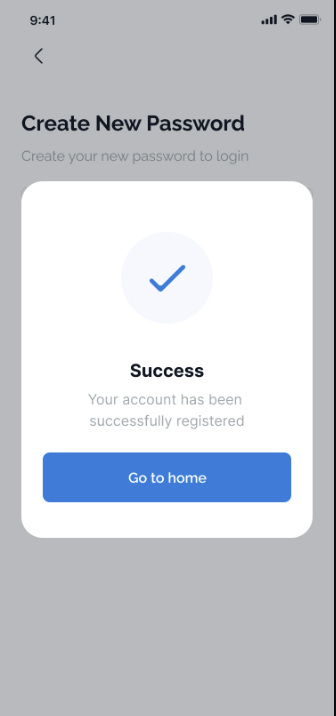 9:41
Create New Password
Create your new password to login
Success
Your account has been
successfully registered
Go to home